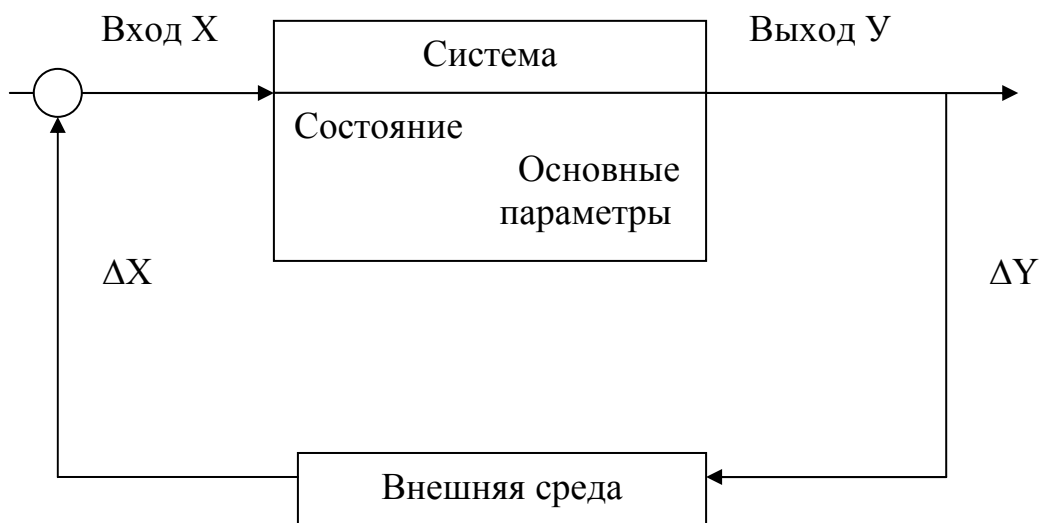 Вход X
Система
Выход У
Состояние
Основные
параметры
ΔX
ΔY
Внешняя среда